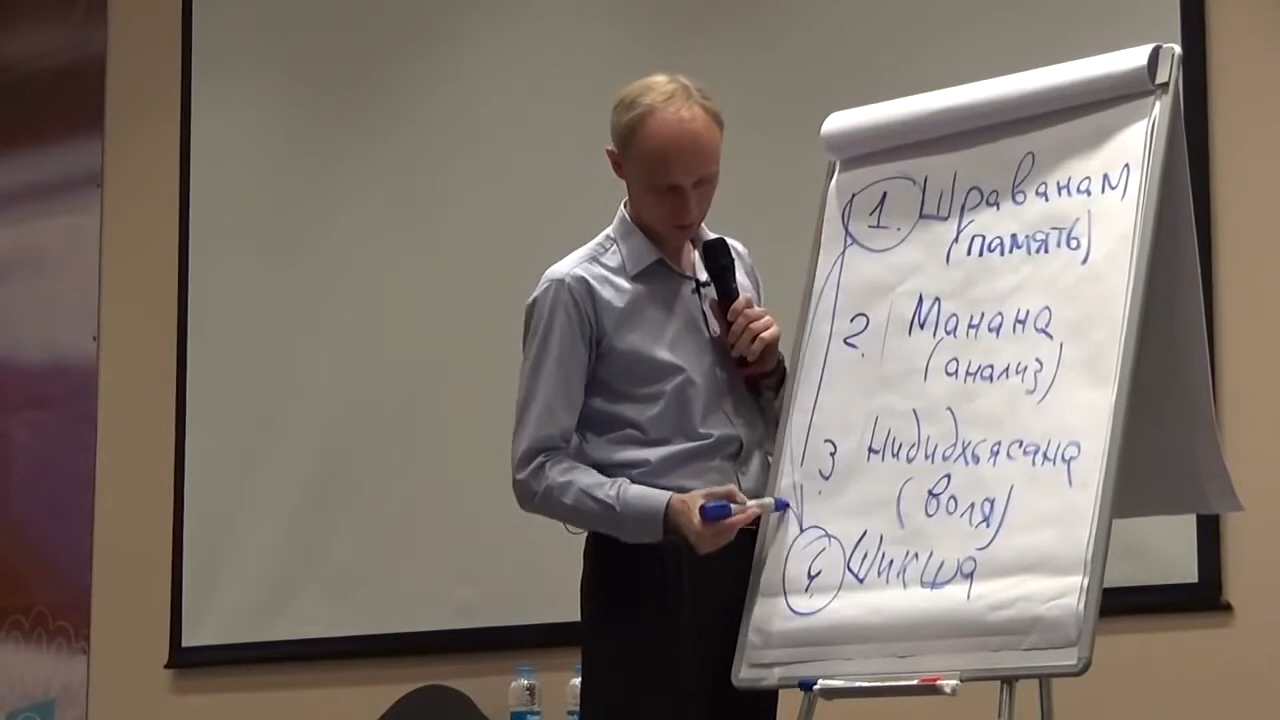 1. Шраванам
(память)
2. Манана
(анализ)
3. Нидидхьясана
(воля)
4. Шикша